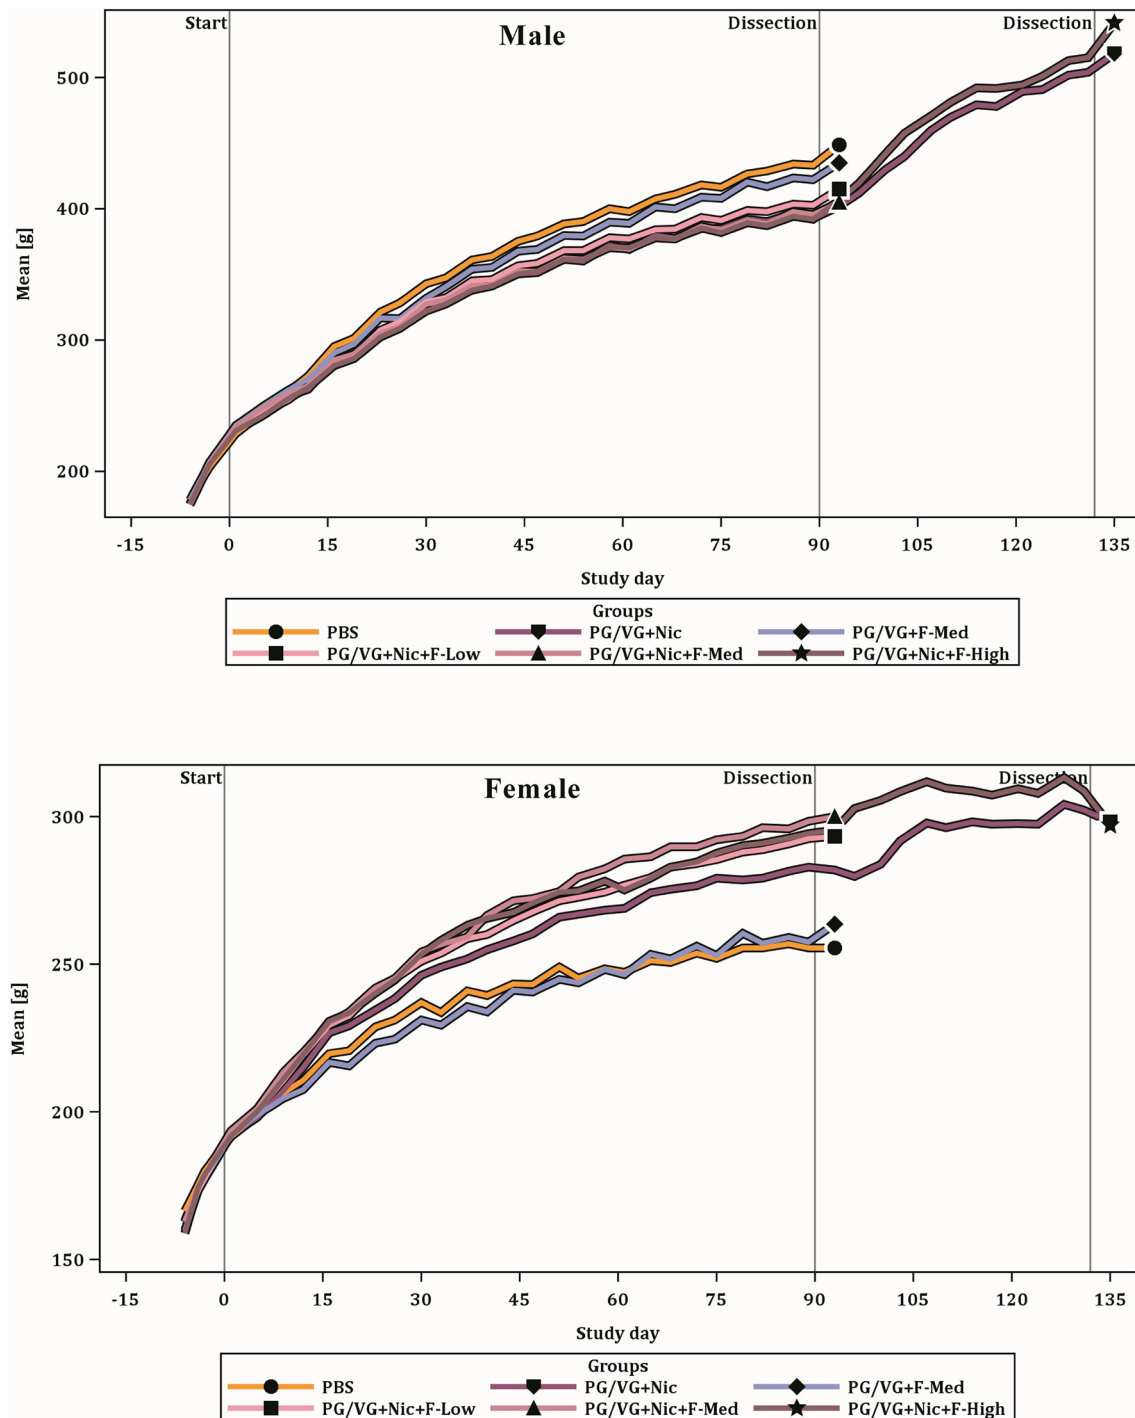 Start Dissection Dissection
Male
500
400
300
200
Mean [g]
-15 0 15 30 45 60 75 90 105 120 135
Study day
Groups
PBS PG/VG+Nic PG/VG+F-Med
PG/VG+Nic+F-Low PG/VG+Nic+F-Med PG/VG+Nic+F-High
Start Dissection Dissection
Female
300
250
200
150
Mean [g]
-15 0 15 30 45 60 75 90 105 120 135
Study day
Groups
PBS PG/VG+Nic PG/VG+F-Med
PG/VG+Nic+F-Low PG/VG+Nic+F-Med PG/VG+Nic+F-High